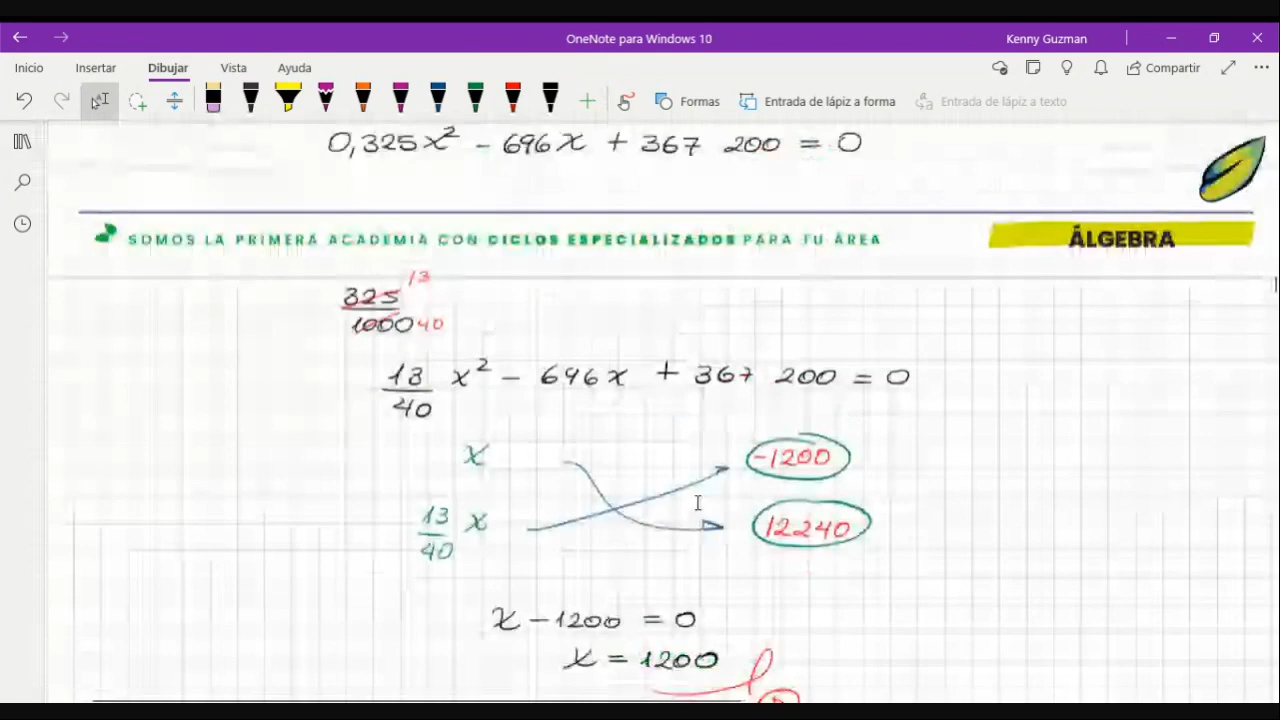 OneNote para Windows 10
Kenny Guzman
Inicio Insertar Dibujar Vista Ayuda
Compartir
Formas Entrada de lápiz a forma Entrada de lápiz a texto
0,325x² - 696x + 367 200 = 0
SOMOS LA PRIMERA ACADEMIA CON CICLOS ESPECIALIZADOS PARA TU ÁREA
ÁLGEBRA
325/1000 13/40
13/40 x² - 696x + 367 200 = 0
x -1200
13/40 x 12240
x - 1200 = 0
x = 1200